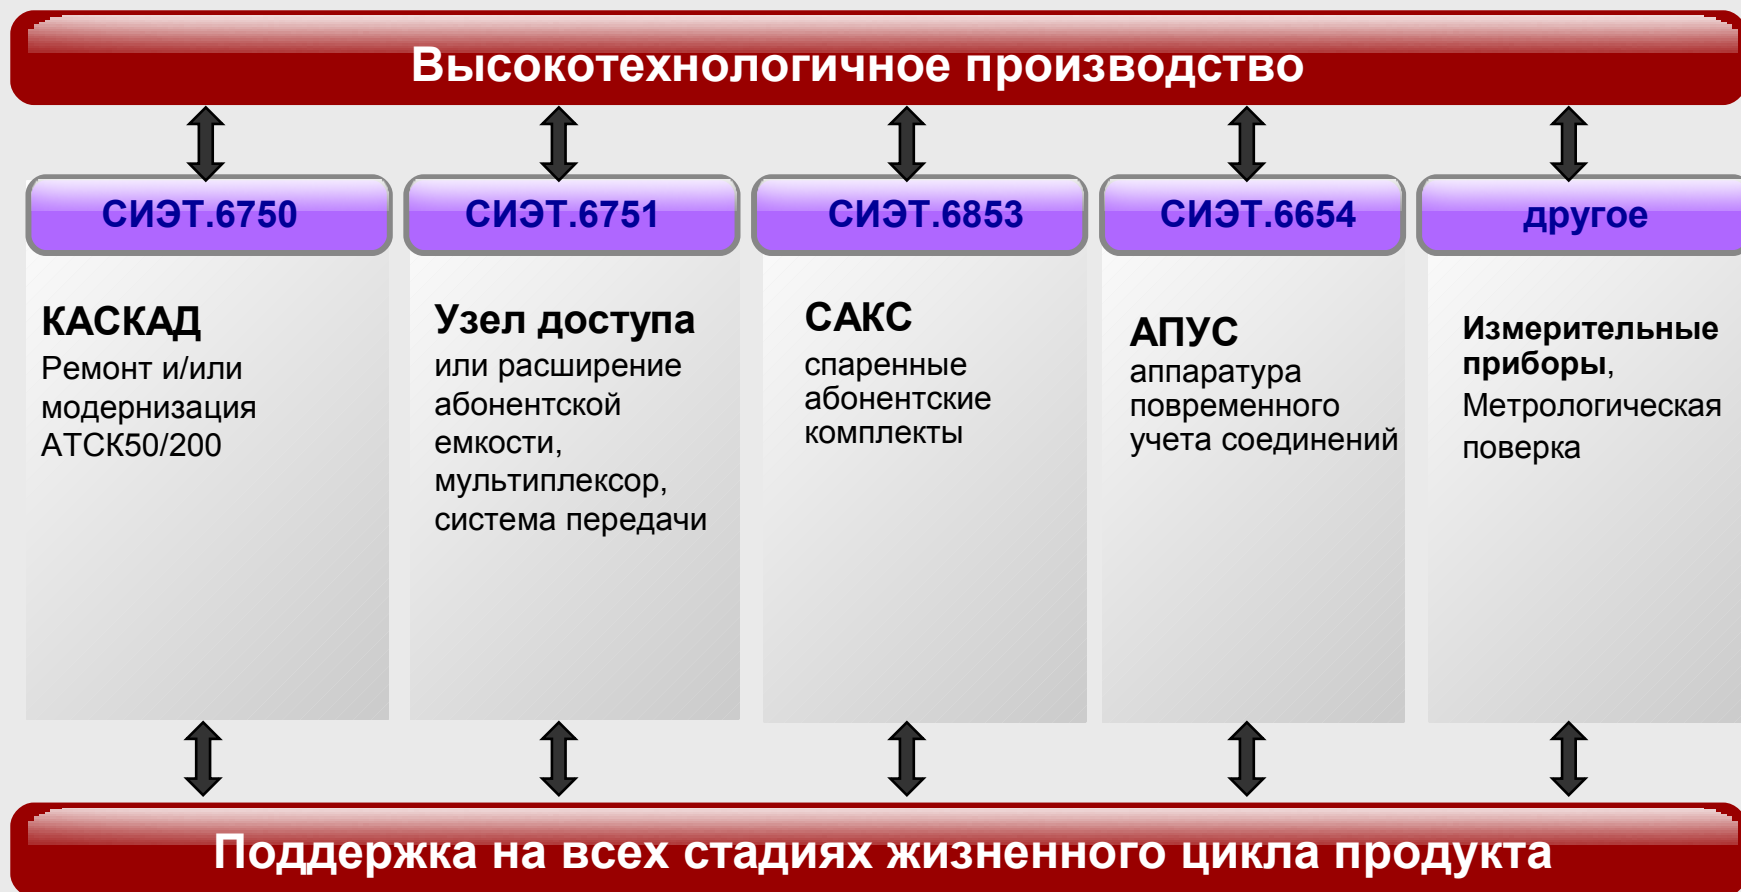 Высокотехнологичное производство
СИЭТ.6750
КАСКАД
Ремонт и/или
модернизация
АТСК50/200
СИЭТ.6751
Узел доступа
или расширение
абонентской
емкости,
мультиплексор,
система передачи
СИЭТ.6853
САКС
спаренные
абонентские
комплекты
СИЭТ.6654
АПУС
аппаратура
повременного
учета соединений
другое
Измерительные
приборы,
Метрологическая
поверка
Поддержка на всех стадиях жизненного цикла продукта